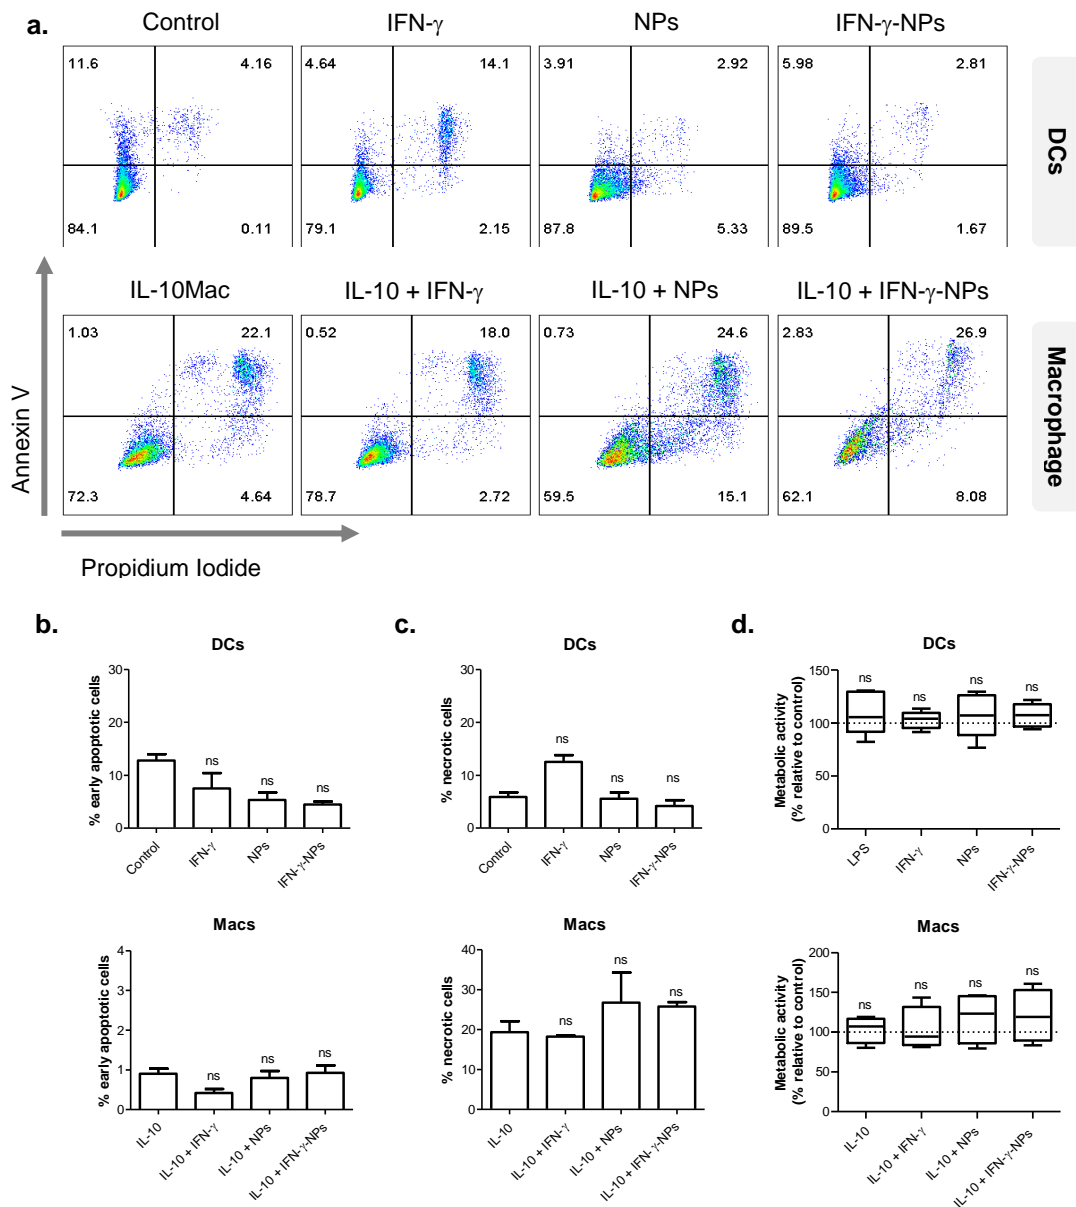 a.
Control IFN-γ NPs IFN-γ-NPs
11.6 4.16 4.64 14.1 3.91 2.92 5.98 2.81
84.1 0.11 79.1 2.15 87.8 5.33 89.5 1.67
DCs
IL-10Mac IL-10 + IFN-γ IL-10 + NPs IL-10 + IFN-γ-NPs
1.03 22.1 0.52 18.0 0.73 24.6 2.83 26.9
72.3 4.64 78.7 2.72 59.5 15.1 62.1 8.08
Macrophage
Annexin V
Propidium Iodide
b.
DCs
% early apoptotic cells
30
20
10
0
ns ns ns
Control IFN-γ NPs IFN-γ-NPs
Macs
% early apoptotic cells
4
3
2
1
0
ns ns ns
IL-10 IL-10 + IFN-γ IL-10 + NPs IL-10 + IFN-γ-NPs
c.
DCs
% necrotic cells
30
20
10
0
ns ns ns
Control IFN-γ NPs IFN-γ-NPs
Macs
% necrotic cells
40
30
20
10
0
ns ns ns
IL-10 IL-10 + IFN-γ IL-10 + NPs IL-10 + IFN-γ-NPs
d.
DCs
Metabolic activity
(% relative to control)
150
100
50
0
ns ns ns ns
LPS IFN-γ NPs IFN-γ-NPs
Macs
Metabolic activity
(% relative to control)
200
150
100
50
0
ns ns ns ns
IL-10 IL-10 + IFN-γ IL-10 + NPs IL-10 + IFN-γ-NPs